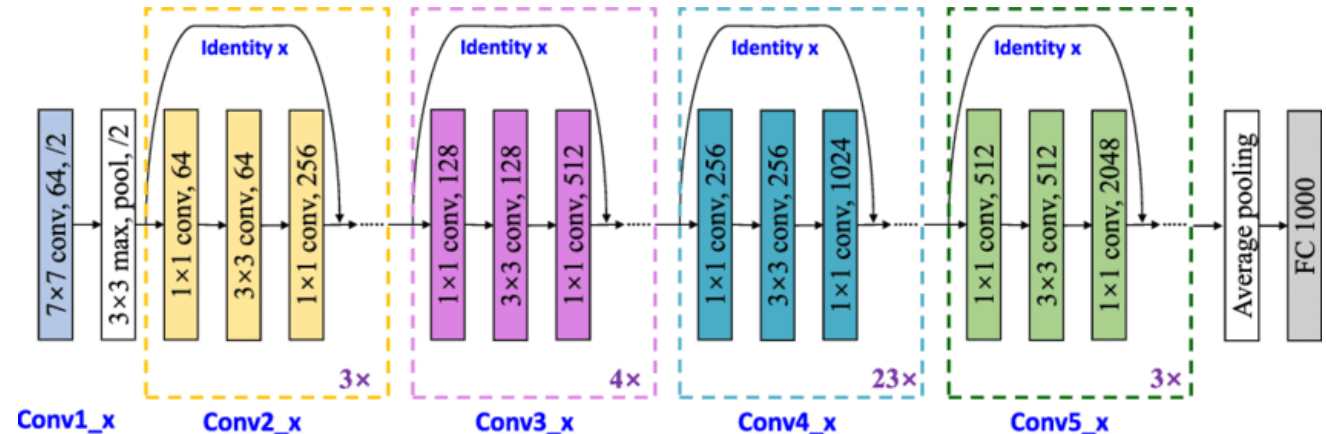 Identity x
Identity x
Identity x
Identity x
7×7 conv, 64, /2
3×3 max, pool, /2
1×1 conv, 64
3×3 conv, 64
1×1 conv, 256
1×1 conv, 128
3×3 conv, 128
1×1 conv, 512
1×1 conv, 256
3×3 conv, 256
1×1 conv, 1024
1×1 conv, 512
3×3 conv, 512
1×1 conv, 2048
Average pooling
FC 1000
3×
4×
23×
3×
Conv1_x
Conv2_x
Conv3_x
Conv4_x
Conv5_x